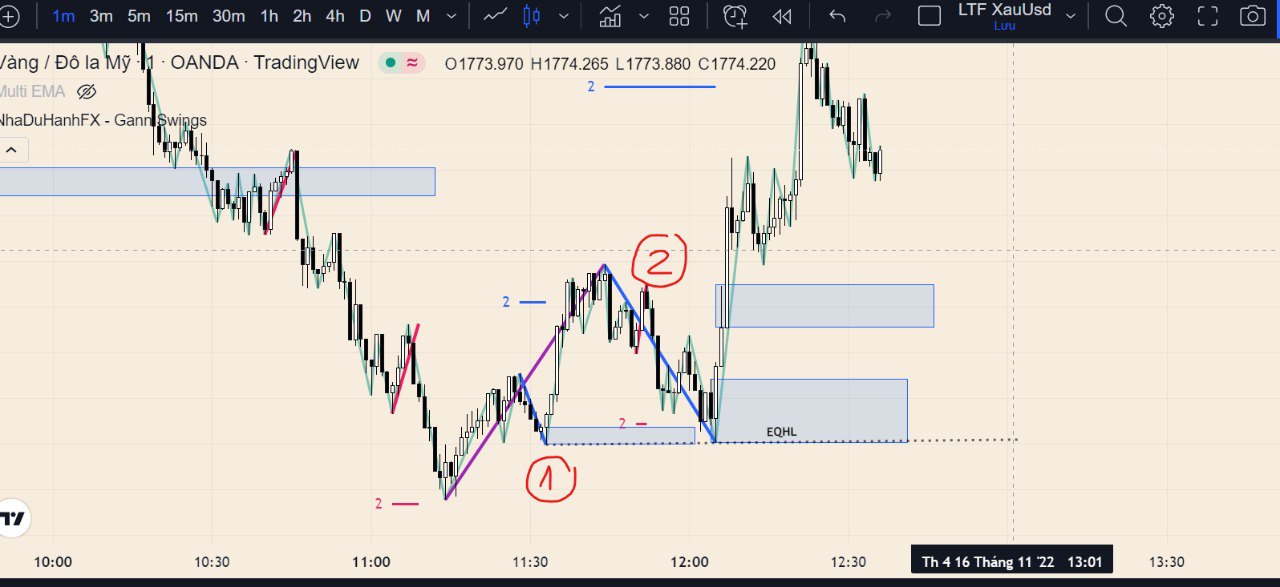 1m 3m 5m 15m 30m 1h 2h 4h D W M
LTF XauUsd
Lưu
Vàng / Đô la Mỹ · 1 · OANDA · TradingView
O1773.970 H1774.265 L1773.880 C1774.220
Multi EMA
NhaDuHanhFX - Gann Swings
2
2
2
2
2
EQHL
1
2
10:00 10:30 11:00 11:30 12:00 12:30 Th 4 16 Tháng 11 '22 13:01 13:30